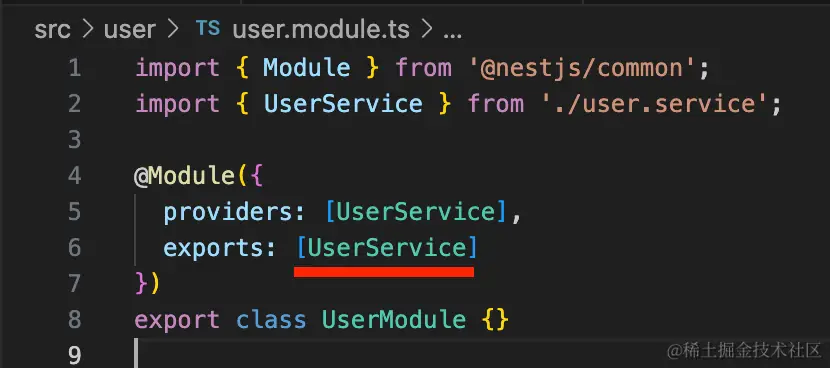 src > user > TS user.module.ts > ...
1 import { Module } from '@nestjs/common';
2 import { UserService } from './user.service';
3
4 @Module({
5   providers: [UserService],
6   exports: [UserService]
7 })
8 export class UserModule {}
9
@稀土掘金技术社区